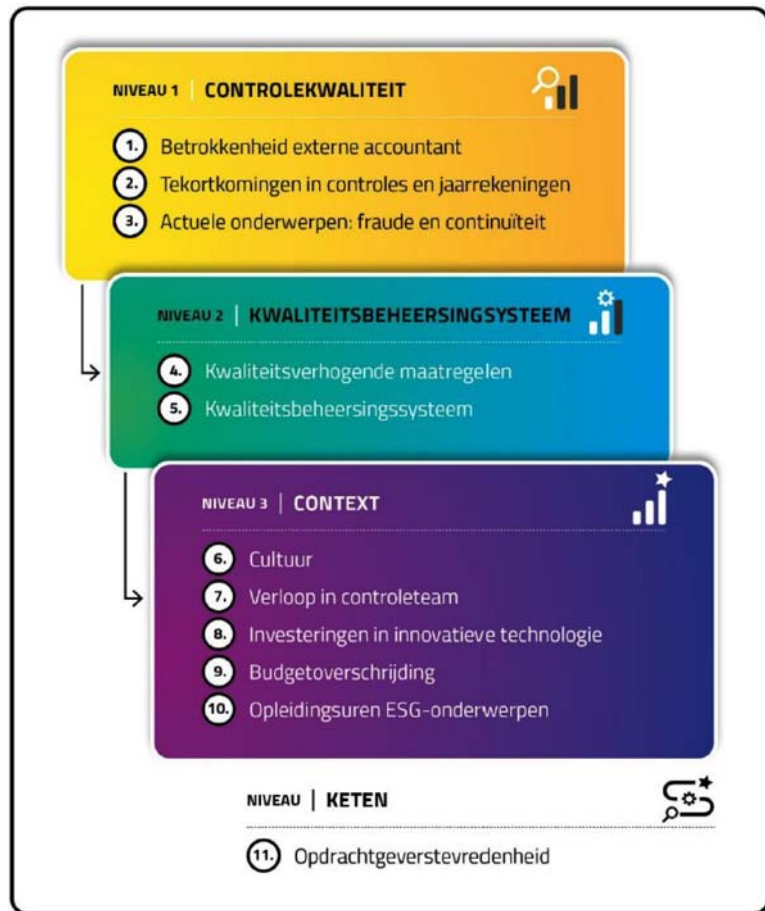 NIVEAU 1 | CONTROLEKWALITEIT
1. Betrokkenheid externe accountant
2. Tekortkomingen in controles en jaarrekeningen
3. Actuele onderwerpen: fraude en continuïteit
NIVEAU 2 | KWALITEITSBEHEERSINGSYSTEEM
4. Kwaliteitsverhogende maatregelen
5. Kwaliteitsbeheersingssysteem
NIVEAU 3 | CONTEXT
6. Cultuur
7. Verloop in controleteam
8. Investeringen in innovatieve technologie
9. Budgetoverschrijding
10. Opleidingsuren ESG-onderwerpen
NIVEAU | KETEN
11. Opdrachtgeverstevredenheid